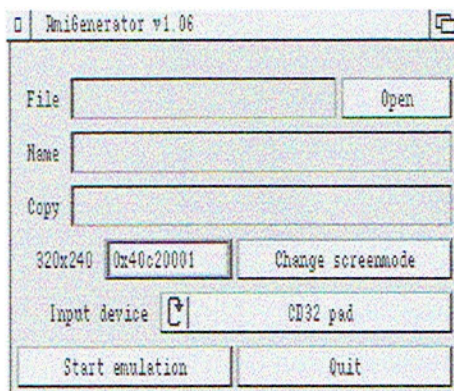 AmiGenerator v1.06
File Open
Name
Copy
320x240 0x40c20001 Change screenmode
Input device CD32 pad
Start emulation Quit